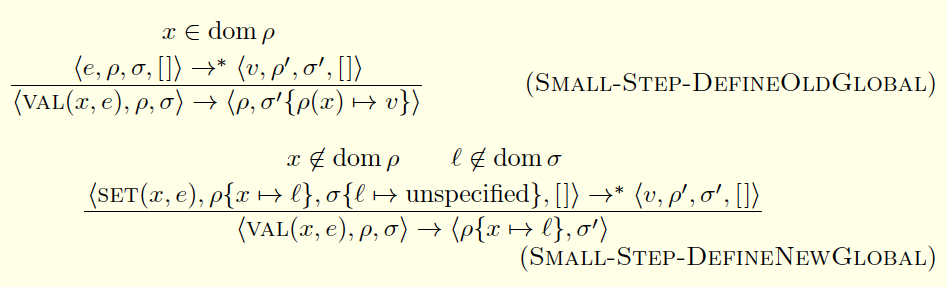 x ∈ dom ρ
⟨e, ρ, σ, []⟩ →* ⟨v, ρ′, σ′, []⟩
⟨VAL(x, e), ρ, σ⟩ → ⟨ρ, σ′{ρ(x) ↦ v}⟩
(SMALL-STEP-DEFINEOLDGLOBAL)
x ∉ dom ρ ℓ ∉ dom σ
⟨SET(x, e), ρ{x ↦ ℓ}, σ{ℓ ↦ unspecified}, []⟩ →* ⟨v, ρ′, σ′, []⟩
⟨VAL(x, e), ρ, σ⟩ → ⟨ρ{x ↦ ℓ}, σ′⟩
(SMALL-STEP-DEFINENEWGLOBAL)